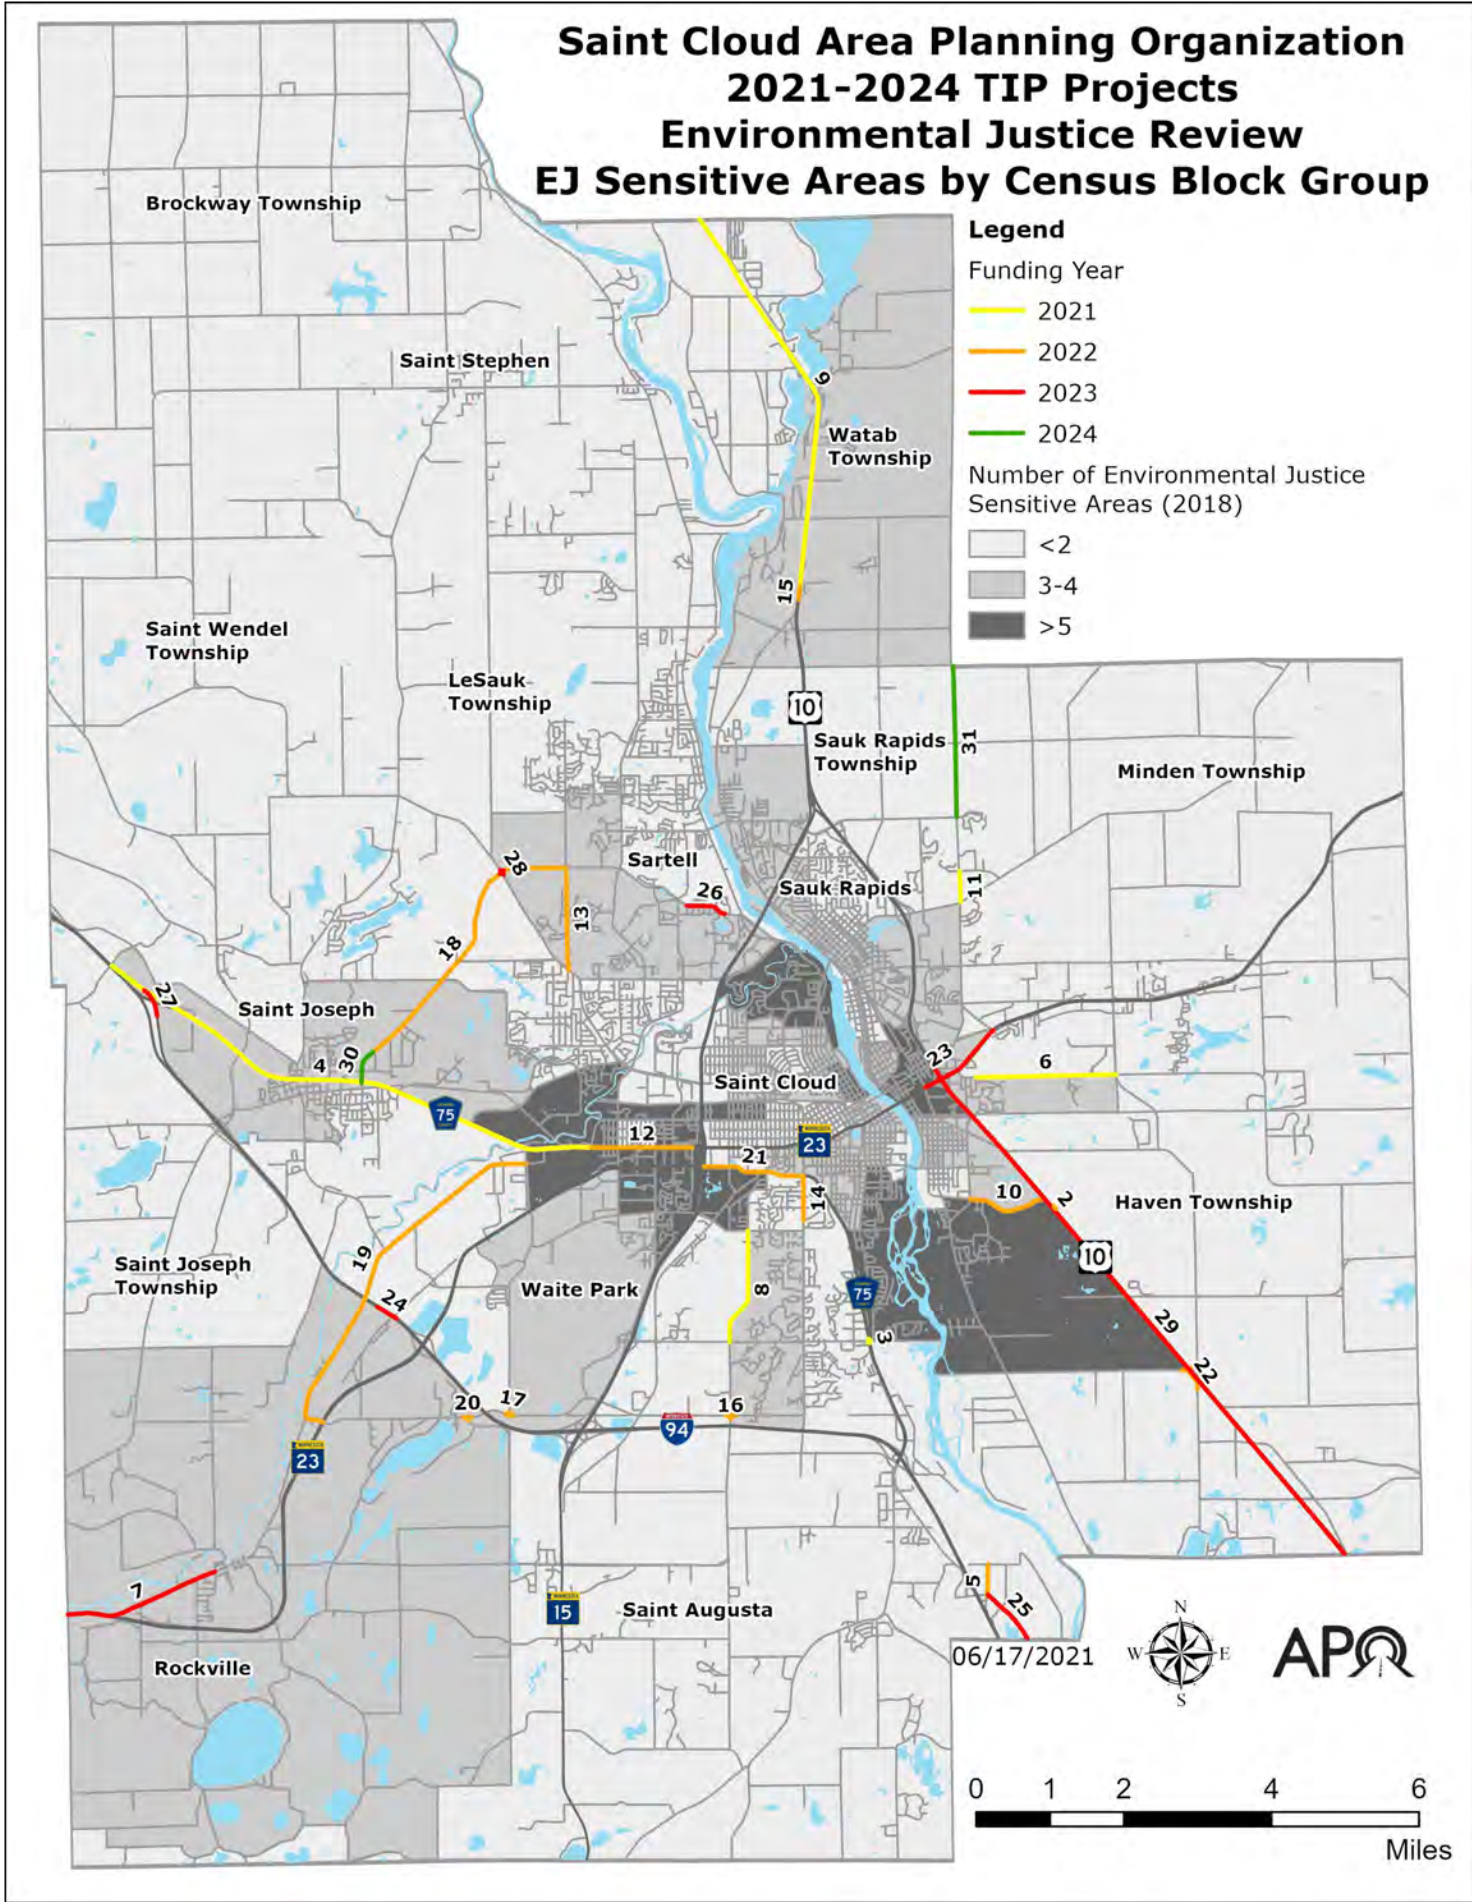 Saint Cloud Area Planning Organization
2021-2024 TIP Projects
Environmental Justice Review
EJ Sensitive Areas by Census Block Group
Legend
Funding Year
2021
2022
2023
2024
Number of Environmental Justice
Sensitive Areas (2018)
<2
3-4
>5
Brockway Township
Saint Stephen
9
Watab
Township
15
Saint Wendel
Township
LeSauk
Township
10
Sauk Rapids
Township
31
Minden Township
28
Sartell
26
Sauk Rapids
11
13
18
27
Saint Joseph
4
30
75
23
6
Saint Cloud
12
23
21
14
10
2
Haven Township
10
19
Saint Joseph
Township
24
Waite Park
8
75
3
29
22
20
17
16
94
23
7
5
25
15
Saint Augusta
Rockville
06/17/2021
N
W
E
S
APO
0
1
2
4
6
Miles